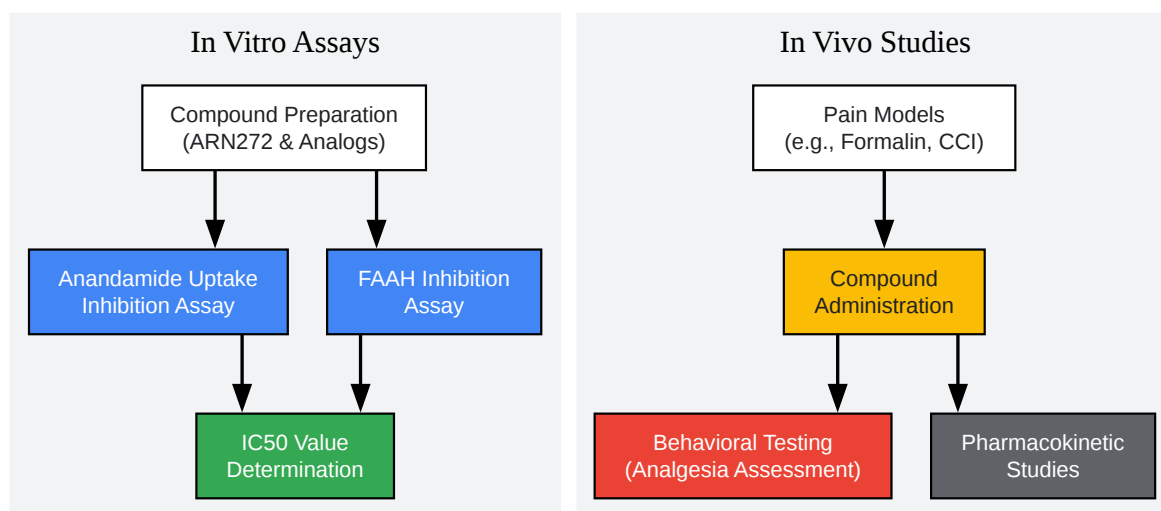 In Vitro Assays
Compound Preparation
(ARN272 & Analogs)
Anandamide Uptake
Inhibition Assay
FAAH Inhibition
Assay
IC50 Value
Determination
In Vivo Studies
Pain Models
(e.g., Formalin, CCI)
Compound
Administration
Behavioral Testing
(Analgesia Assessment)
Pharmacokinetic
Studies